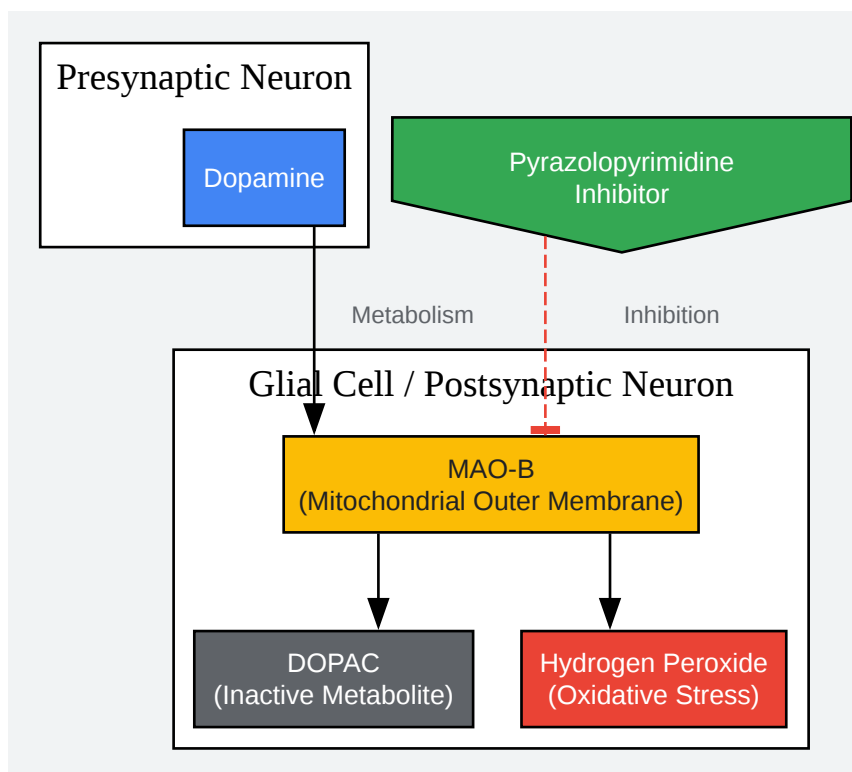 Presynaptic Neuron
Dopamine
Pyrazolopyrimidine
Inhibitor
Metabolism
Inhibition
Glial Cell / Postsynaptic Neuron
MAO-B
(Mitochondrial Outer Membrane)
DOPAC
(Inactive Metabolite)
Hydrogen Peroxide
(Oxidative Stress)